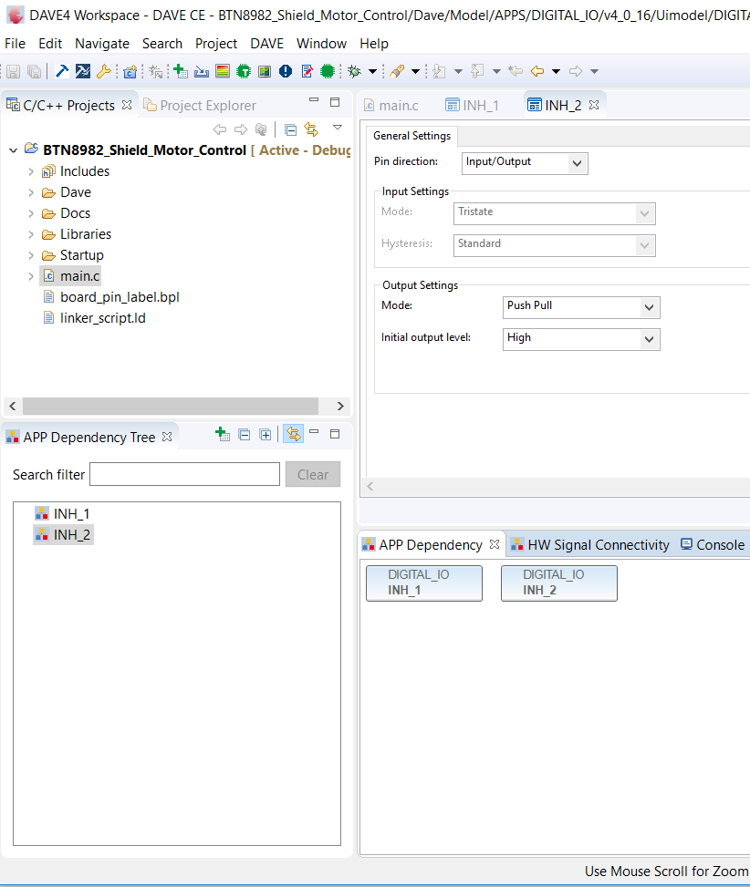 DAVE4 Workspace - DAVE CE - BTN8982_Shield_Motor_Control/Dave/Model/APPS/DIGITAL_IO/v4_0_16/Uimodel/DIGI
File Edit Navigate Search Project DAVE Window Help
C/C++ Projects Project Explorer
main.c INH_1 INH_2
BTN8982_Shield_Motor_Control [ Active - Debug
Includes
Dave
Docs
Libraries
Startup
main.c
board_pin_label.bpl
linker_script.ld
General Settings
Pin direction: Input/Output
Input Settings
Mode: Tristate
Hysteresis: Standard
Output Settings
Mode: Push Pull
Initial output level: High
APP Dependency Tree
Search filter Clear
INH_1
INH_2
APP Dependency HW Signal Connectivity Console
DIGITAL_IO DIGITAL_IO
INH_1 INH_2
Use Mouse Scroll for Zoom